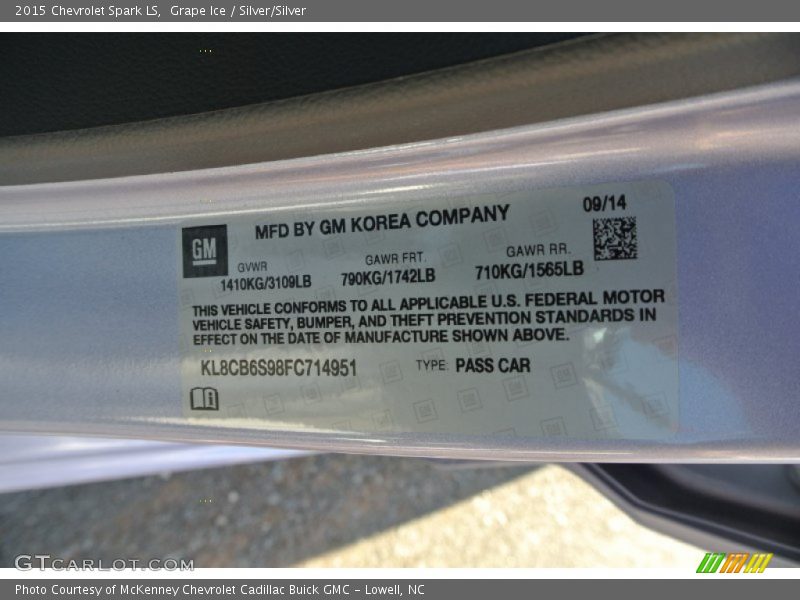 2015 Chevrolet Spark LS,  Grape Ice / Silver/Silver
GM
MFD BY GM KOREA COMPANY
09/14
GVWR
GAWR FRT.
GAWR RR.
1410KG/3109LB
790KG/1742LB
710KG/1565LB
THIS VEHICLE CONFORMS TO ALL APPLICABLE U.S. FEDERAL MOTOR
VEHICLE SAFETY, BUMPER, AND THEFT PREVENTION STANDARDS IN
EFFECT ON THE DATE OF MANUFACTURE SHOWN ABOVE.
KL8CB6S98FC714951
TYPE: PASS CAR
GTCARLOT.COM
Photo Courtesy of McKenney Chevrolet Cadillac Buick GMC - Lowell, NC